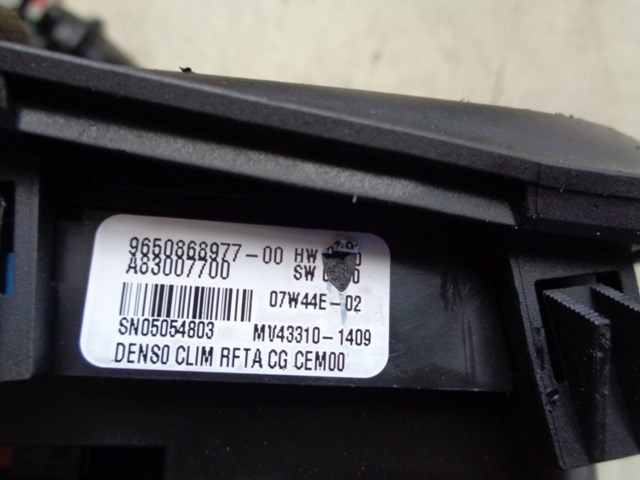 9650868977-00 HW
A83007700 SW
07W44E-02
SN05054803 MV43310-1409
DENSO CLIM RFTA CG CEM00